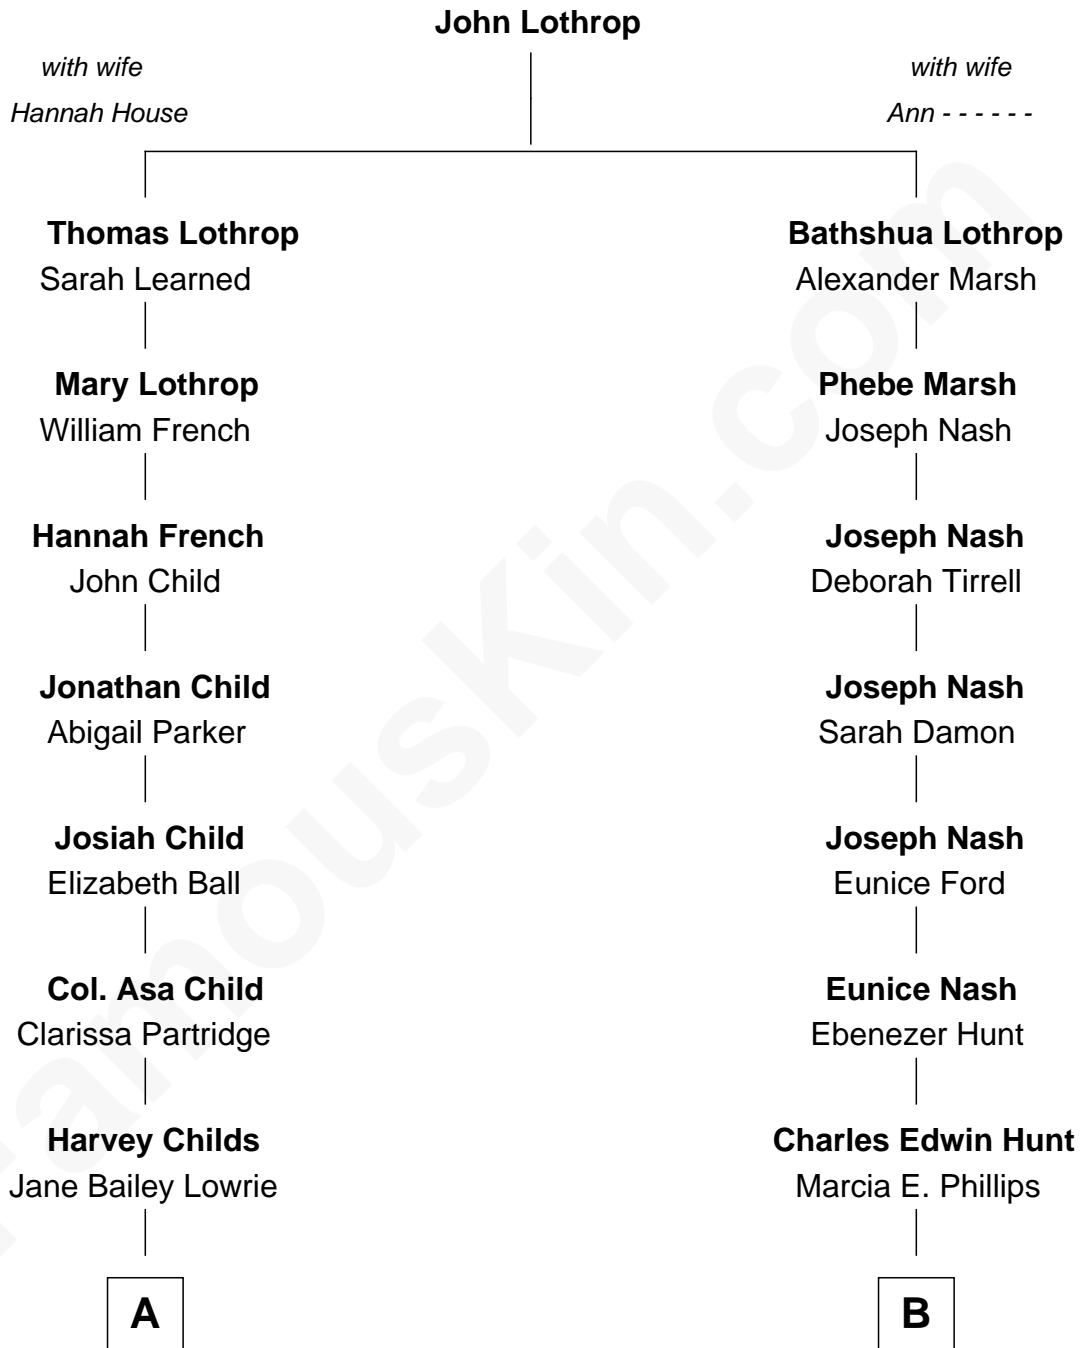 John Lothrop
with wife
Hannah House
with wife
Ann - - - - - -
Thomas Lothrop
Sarah Learned
Bathshua Lothrop
Alexander Marsh
Mary Lothrop
William French
Phebe Marsh
Joseph Nash
Hannah French
John Child
Joseph Nash
Deborah Tirrell
Jonathan Child
Abigail Parker
Joseph Nash
Sarah Damon
Josiah Child
Elizabeth Ball
Joseph Nash
Eunice Ford
Col. Asa Child
Clarissa Partridge
Eunice Nash
Ebenezer Hunt
Harvey Childs
Jane Bailey Lowrie
Charles Edwin Hunt
Marcia E. Phillips
A
B
FamousKin.com